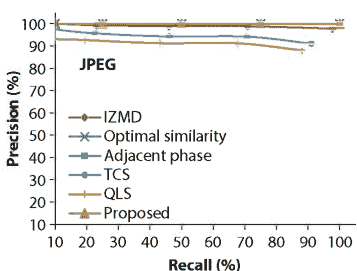 100
90
80
70
60
50
40
30
20
10
Precision (%)
JPEG
IZMD
Optimal similarity
Adjacent phase
TCS
QLS
Proposed
10 20 30 40 50 60 70 80 90 100
Recall (%)